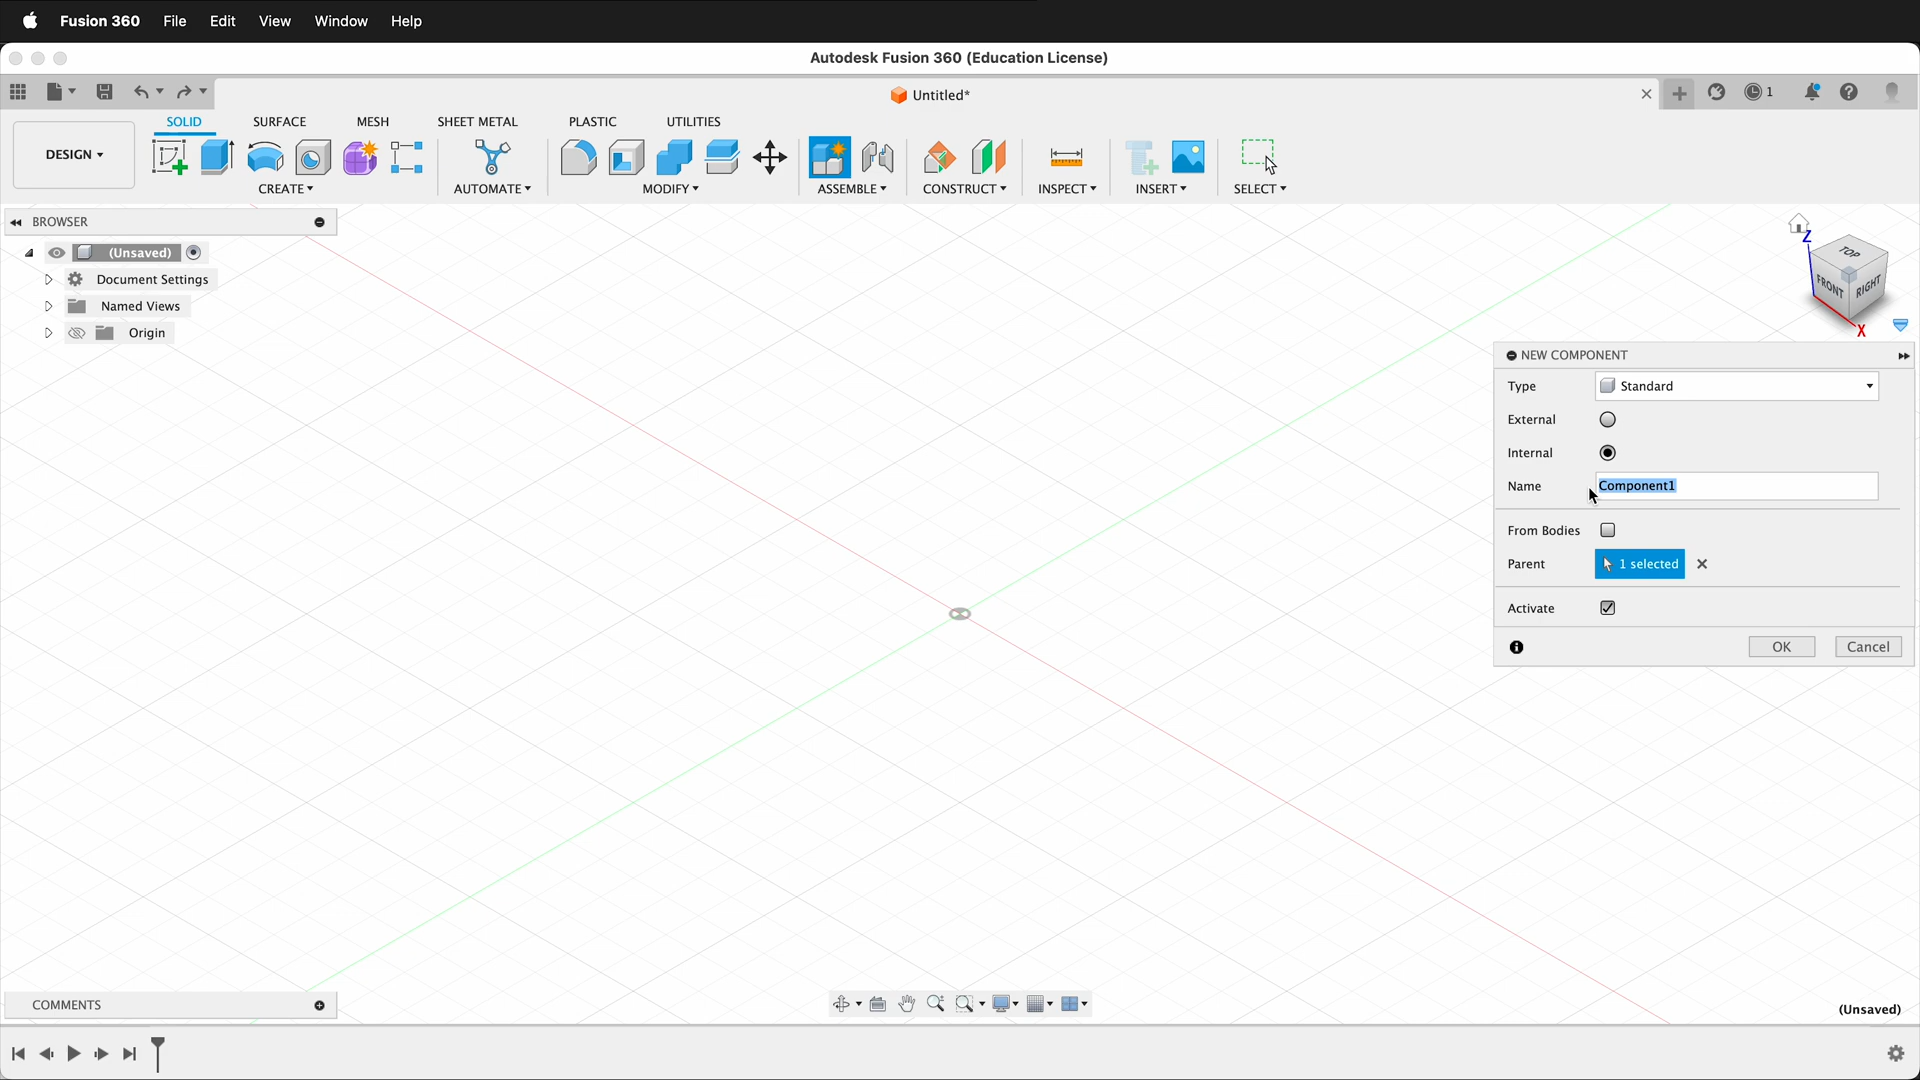 Fusion 360 File Edit View Window Help
Autodesk Fusion 360 (Education License)
Untitled*
1
SOLID SURFACE MESH SHEET METAL PLASTIC UTILITIES
DESIGN
CREATE AUTOMATE MODIFY ASSEMBLE CONSTRUCT INSPECT INSERT SELECT
BROWSER
(Unsaved)
Document Settings
Named Views
Origin
Z
TOP
FRONT RIGHT
X
NEW COMPONENT
Type Standard
External
Internal
Name Component1
From Bodies
Parent 1 selected
Activate
OK Cancel
COMMENTS
(Unsaved)